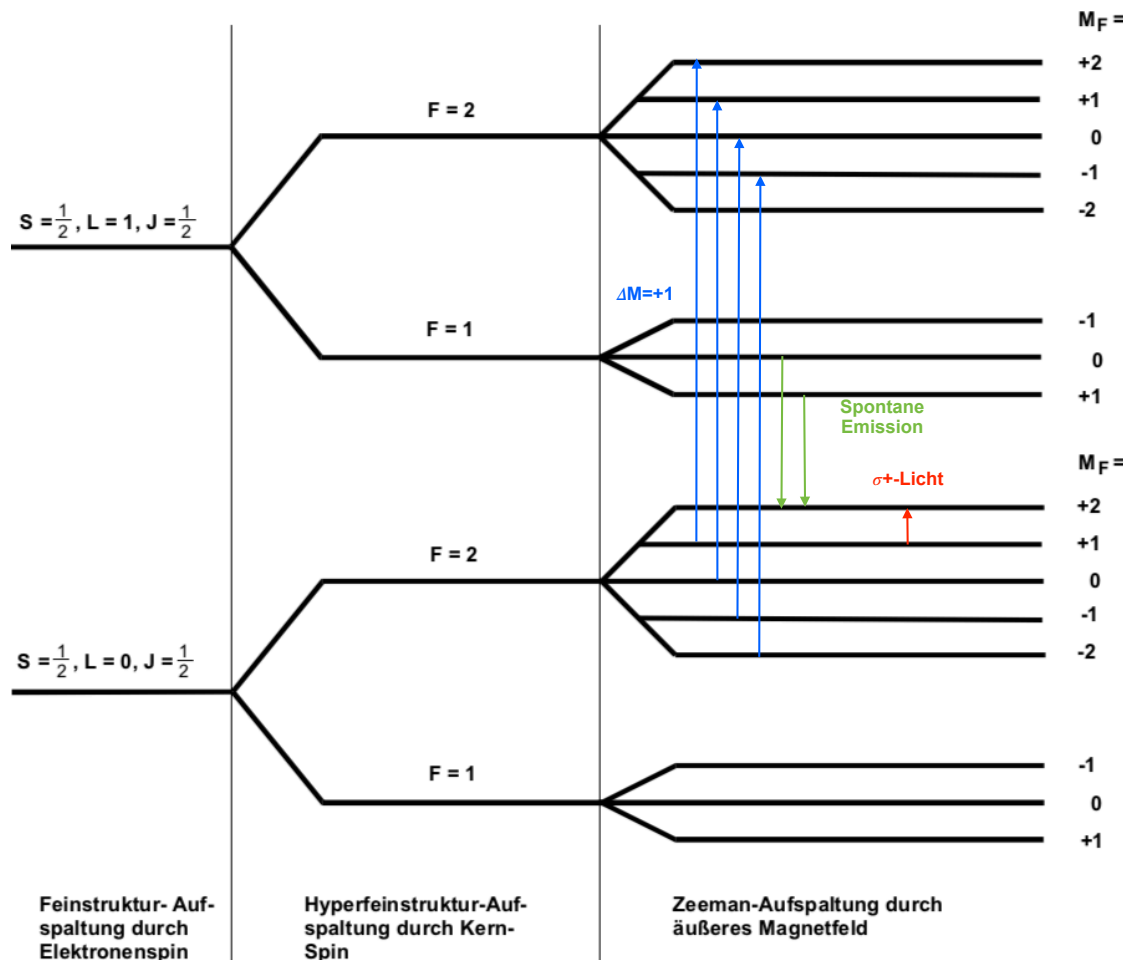 M_F =
+2
+1
F = 2
0
-1
-2
S = 1/2 , L = 1, J = 1/2
ΔM=+1
F = 1
-1
0
+1
Spontane
Emission
M_F =
σ+-Licht
+2
+1
F = 2
0
-1
-2
S = 1/2 , L = 0, J = 1/2
F = 1
-1
0
+1
Feinstruktur- Auf-
spaltung durch
Elektronenspin
Hyperfeinstruktur-Auf-
spaltung durch Kern-
Spin
Zeeman-Aufspaltung durch
äußeres Magnetfeld